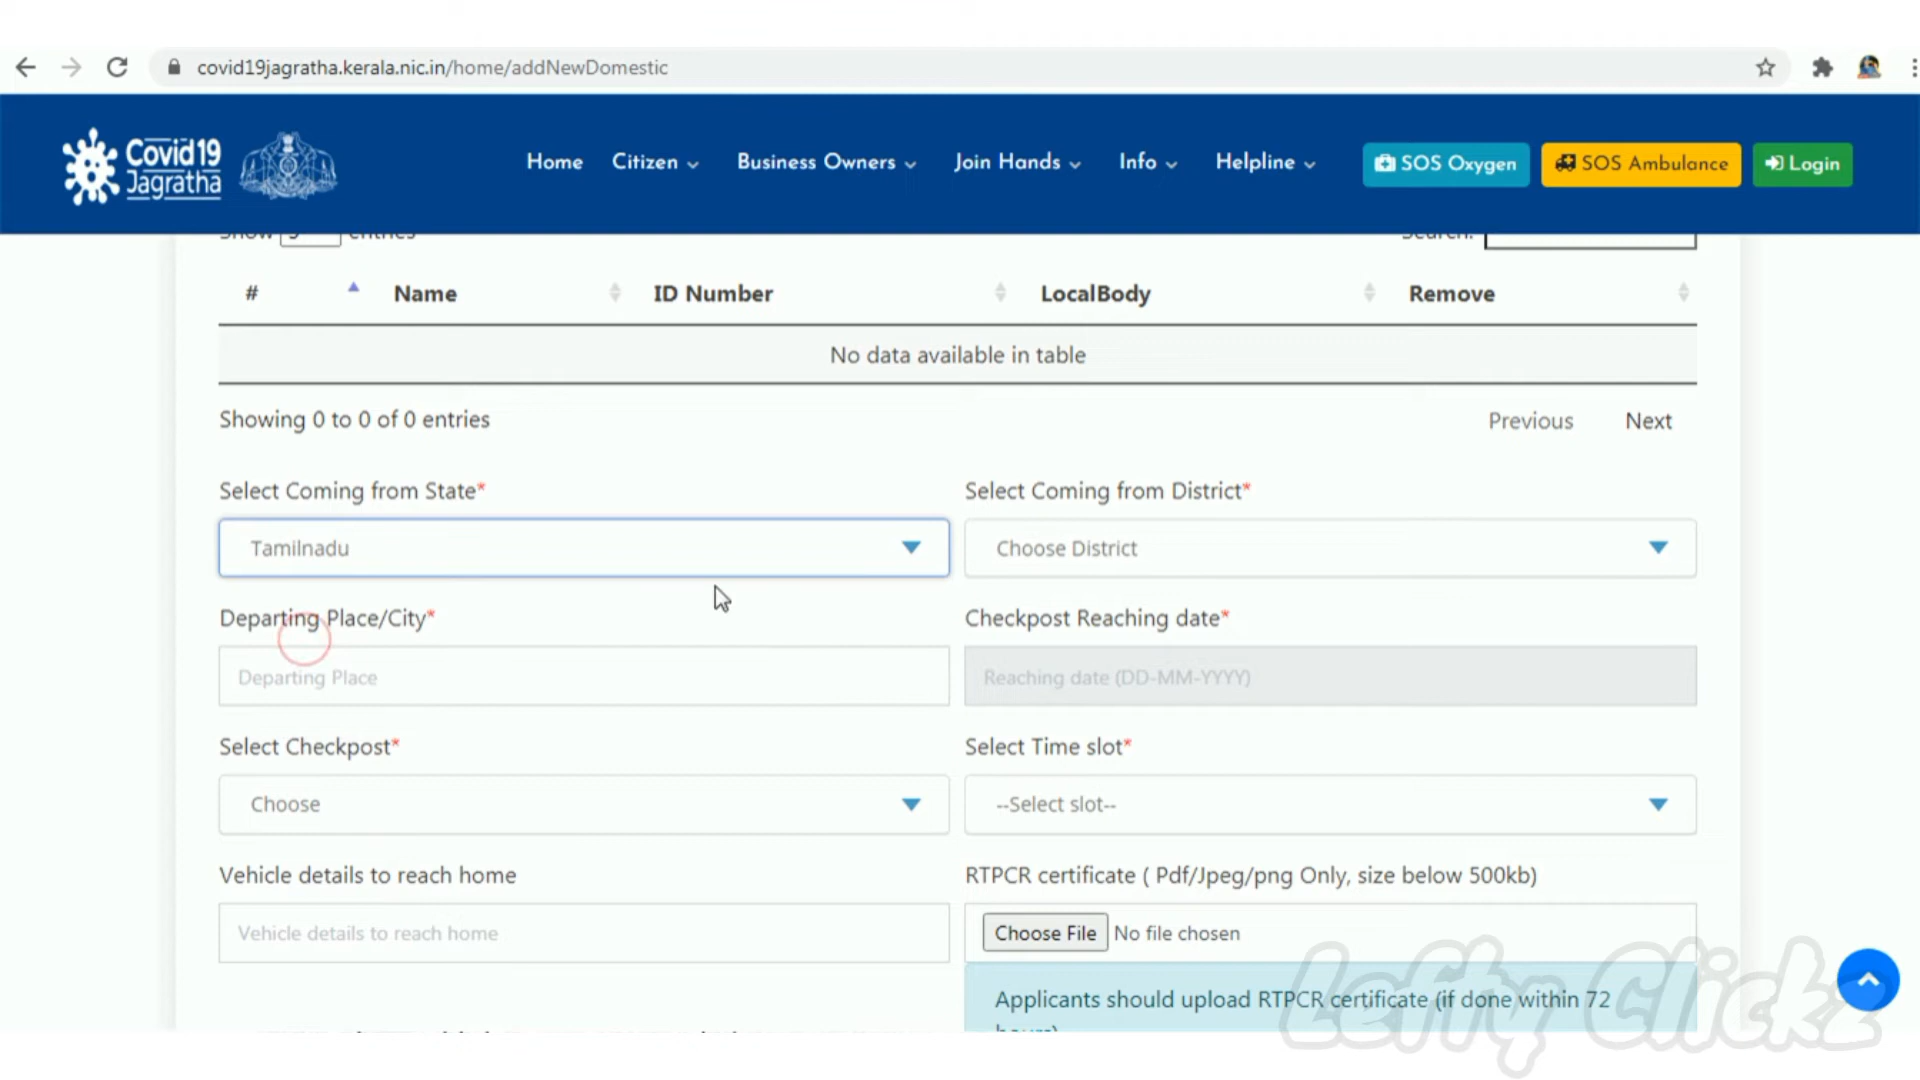 covid19jagratha.kerala.nic.in/home/addNewDomestic
Covid19
Jagratha
Home Citizen Business Owners Join Hands Info Helpline SOS Oxygen SOS Ambulance Login
Show entries Search:
# Name ID Number LocalBody Remove
No data available in table
Showing 0 to 0 of 0 entries Previous Next
Select Coming from State* Select Coming from District*
Tamilnadu Choose District
Departing Place/City* Checkpost Reaching date*
Departing Place Reaching date (DD-MM-YYYY)
Select Checkpost* Select Time slot*
Choose --Select slot--
Vehicle details to reach home RTPCR certificate ( Pdf/Jpeg/png Only, size below 500kb)
Vehicle details to reach home Choose File No file chosen
Applicants should upload RTPCR certificate (if done within 72
hours)
Lefty Clickz